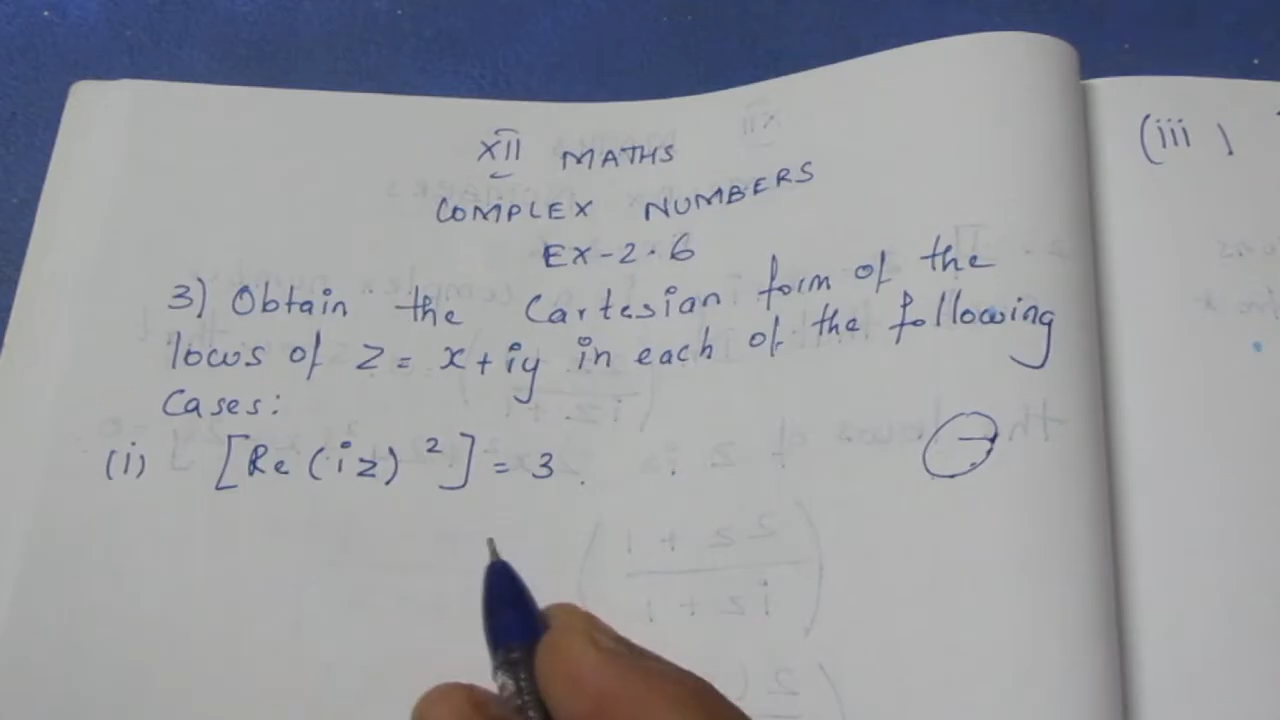 XII MATHS
COMPLEX NUMBERS
EX-2.6
3) Obtain the Cartesian form of the
locus of z = x + iy in each of the following
Cases:
(i) [Re (iz)²] = 3.
(iii)